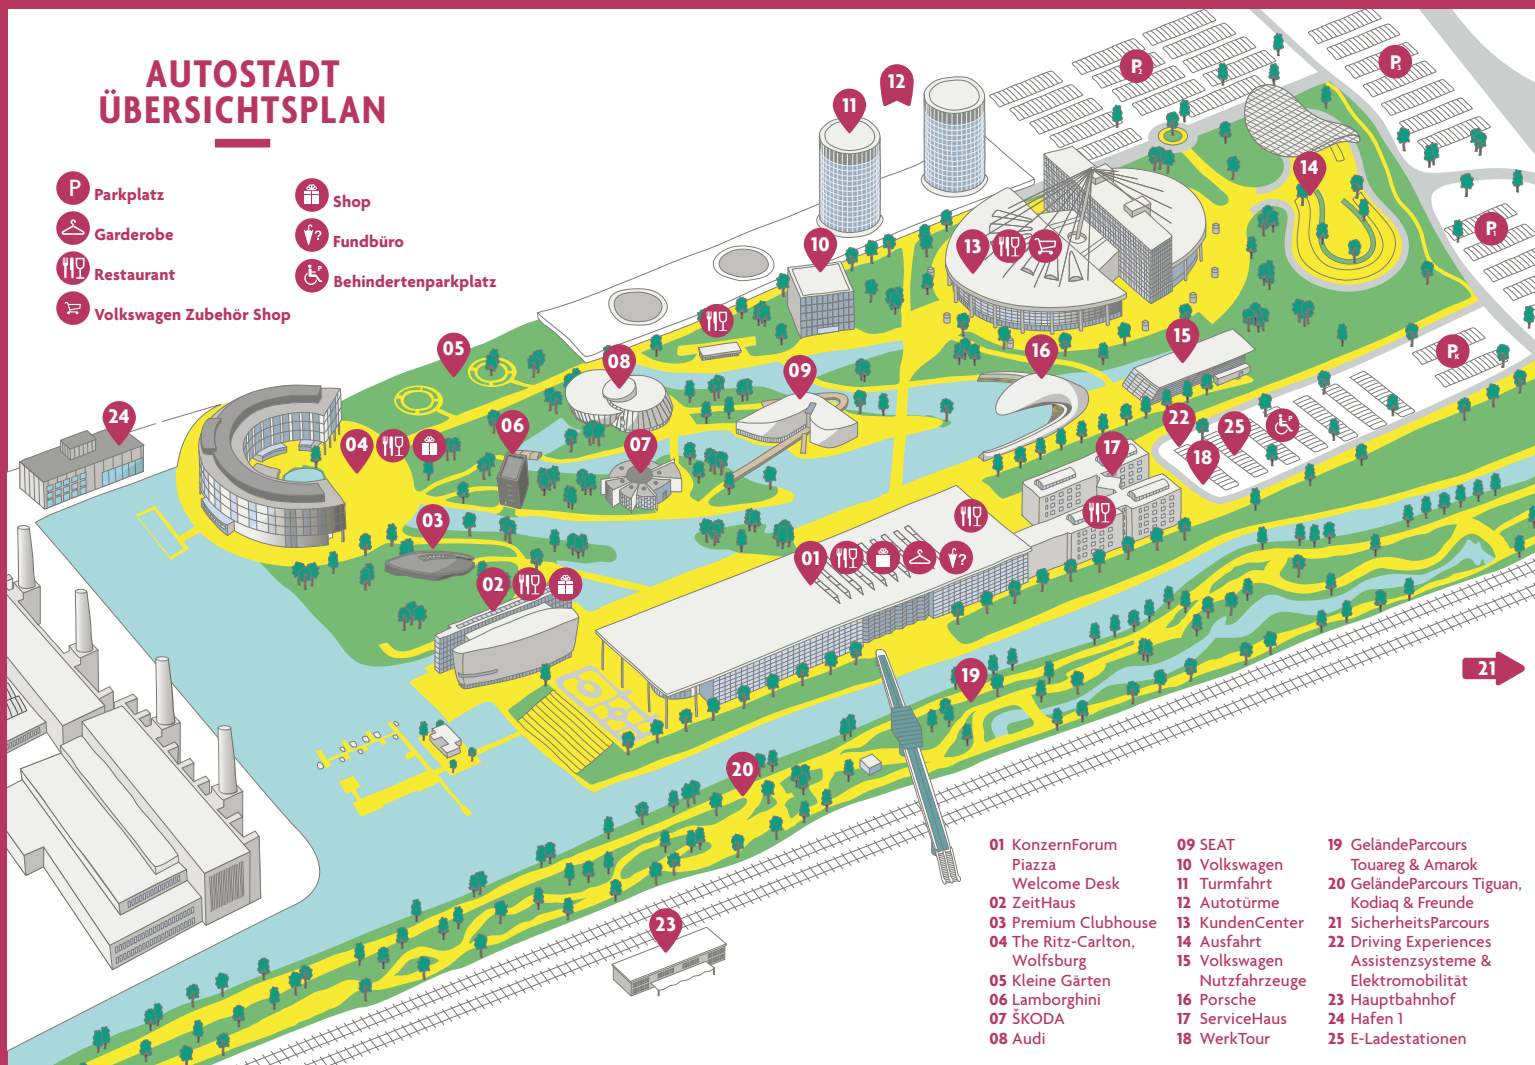 AUTOSTADT
ÜBERSICHTSPLAN
P Parkplatz
Garderobe
Restaurant
Volkswagen Zubehör Shop
Shop
? Fundbüro
P Behindertenparkplatz
P2
P3
12
11
14
P1
10
13
05
08
09
16
15
PK
24
04
06
07
17
22
25
P
18
03
01
?
02
21
19
20
23
01 KonzernForum
Piazza
Welcome Desk
02 ZeitHaus
03 Premium Clubhouse
04 The Ritz-Carlton,
Wolfsburg
05 Kleine Gärten
06 Lamborghini
07 ŠKODA
08 Audi
09 SEAT
10 Volkswagen
11 Turmfahrt
12 Autotürme
13 KundenCenter
14 Ausfahrt
15 Volkswagen
Nutzfahrzeuge
16 Porsche
17 ServiceHaus
18 WerkTour
19 GeländeParcours
Touareg & Amarok
20 GeländeParcours Tiguan,
Kodiaq & Freunde
21 SicherheitsParcours
22 Driving Experiences
Assistenzsysteme &
Elektromobilität
23 Hauptbahnhof
24 Hafen 1
25 E-Ladestationen